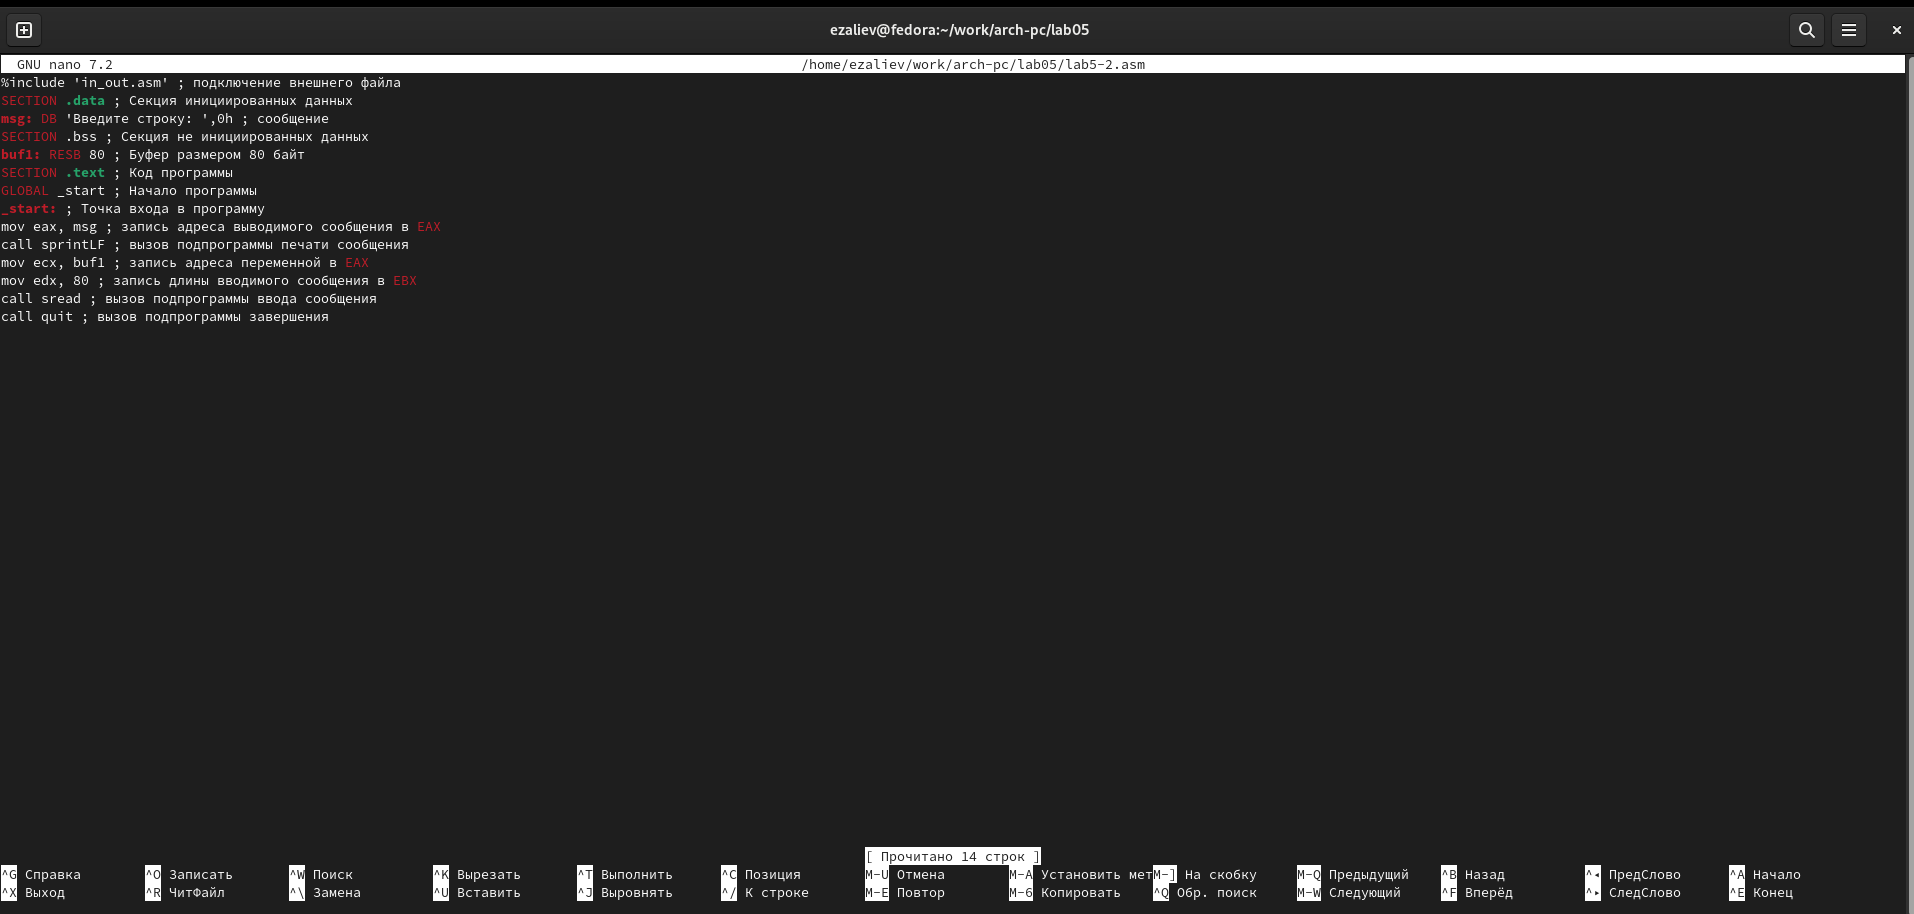 ezaliev@fedora:~/work/arch-pc/lab05
GNU nano 7.2 /home/ezaliev/work/arch-pc/lab05/lab5-2.asm
%include 'in_out.asm' ; подключение внешнего файла
SECTION .data ; Секция инициированных данных
msg: DB 'Введите строку: ',0h ; сообщение
SECTION .bss ; Секция не инициированных данных
buf1: RESB 80 ; Буфер размером 80 байт
SECTION .text ; Код программы
GLOBAL _start ; Начало программы
_start: ; Точка входа в программу
mov eax, msg ; запись адреса выводимого сообщения в EAX
call sprintLF ; вызов подпрограммы печати сообщения
mov ecx, buf1 ; запись адреса переменной в EAX
mov edx, 80 ; запись длины вводимого сообщения в EBX
call sread ; вызов подпрограммы ввода сообщения
call quit ; вызов подпрограммы завершения
[ Прочитано 14 строк ]
^G Справка ^O Записать ^W Поиск ^K Вырезать ^T Выполнить ^C Позиция M-U Отмена M-A Установить метM-] На скобку M-Q Предыдущий ^B Назад ^◂ ПредСлово ^A Начало
^X Выход ^R ЧитФайл ^\ Замена ^U Вставить ^J Выровнять ^/ К строке M-E Повтор M-6 Копировать ^Q Обр. поиск M-W Следующий ^F Вперёд ^▸ СледСлово ^E Конец